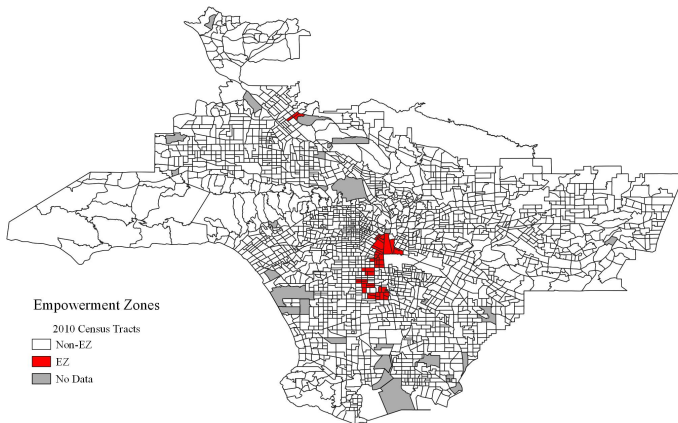 Empowerment Zones
2010 Census Tracts
Non-EZ
EZ
No Data